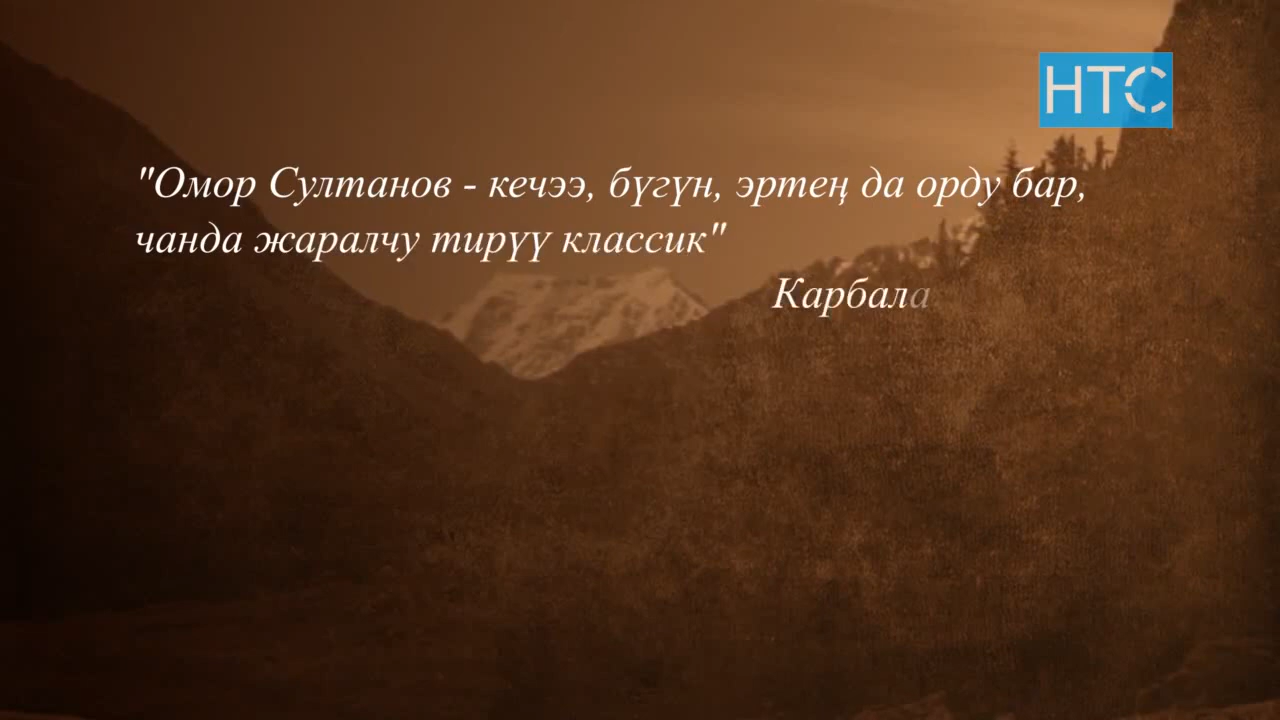 НТС
"Омор Султанов - кечээ, бүгүн, эртең да орду бар,
чанда жаралчу тирүү классик"
Карбала